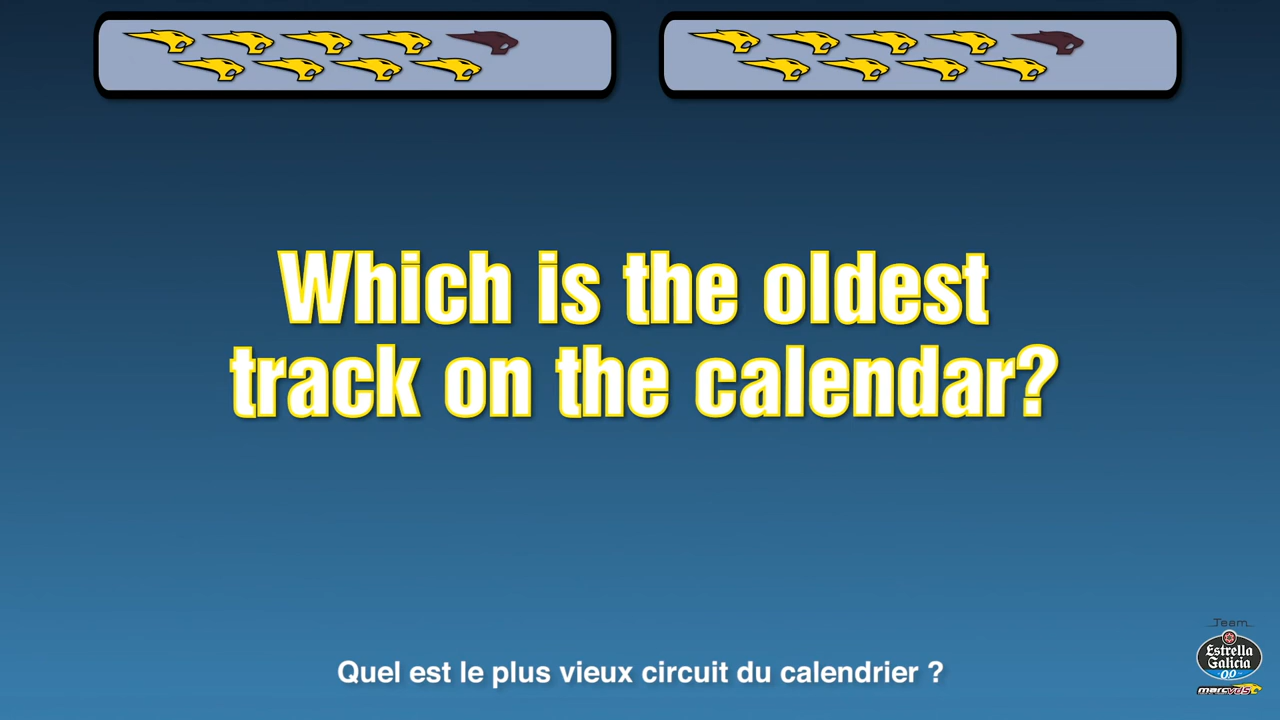 Which is the oldest
track on the calendar?
Quel est le plus vieux circuit du calendrier ?
Team
Estrella
Galicia
0,0
marcvds